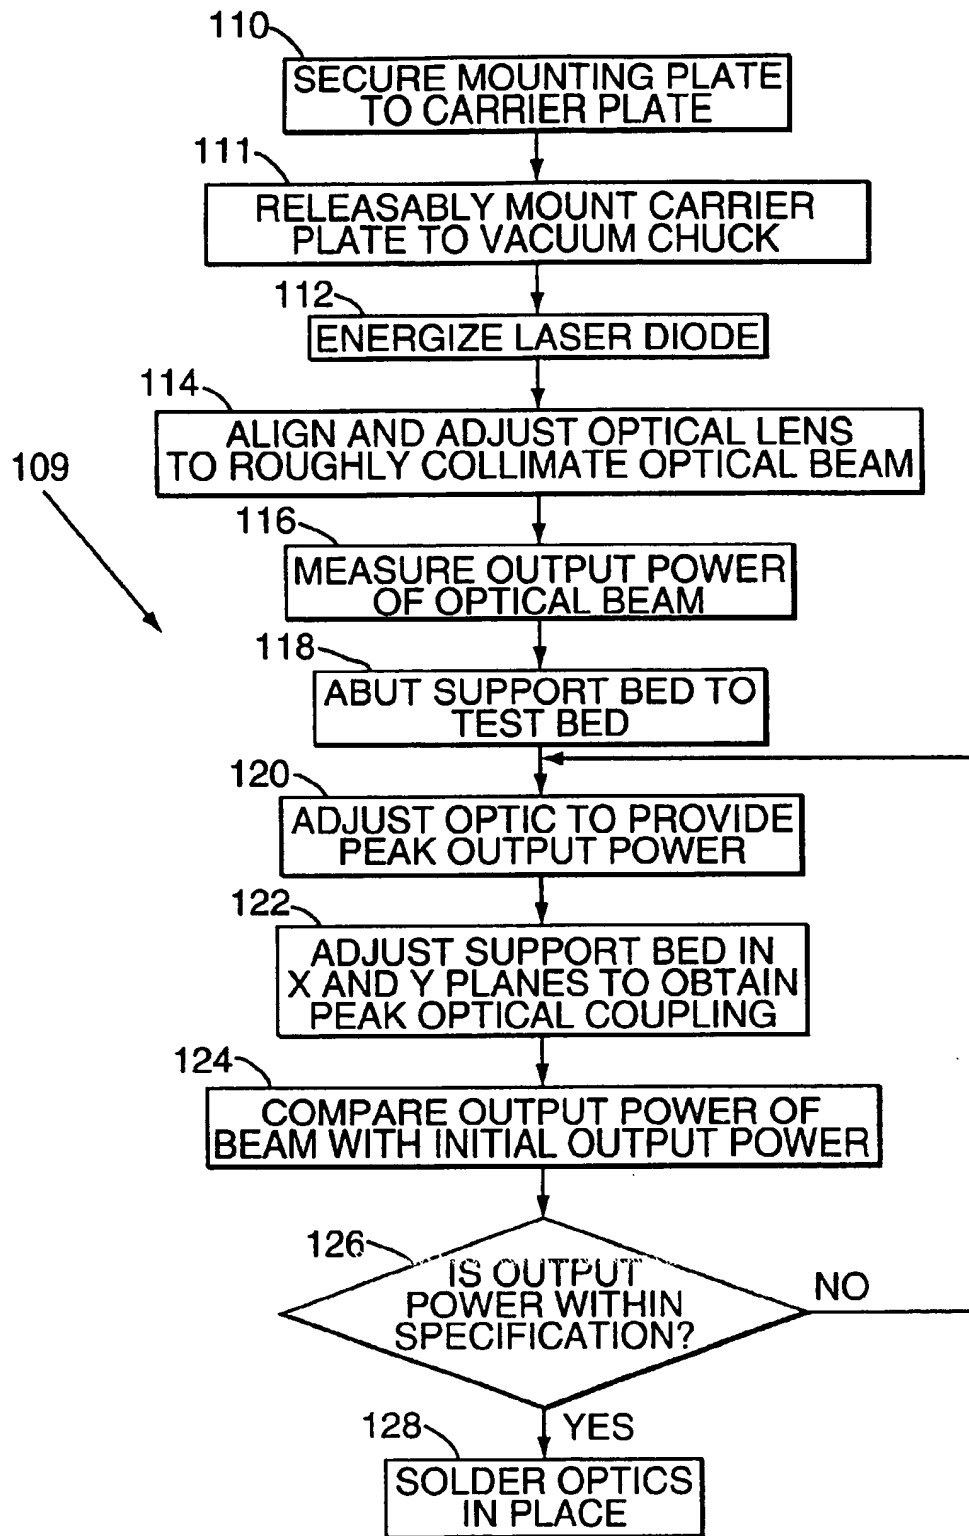 110
SECURE MOUNTING PLATE
TO CARRIER PLATE
111
RELEASABLY MOUNT CARRIER
PLATE TO VACUUM CHUCK
112
ENERGIZE LASER DIODE
114
ALIGN AND ADJUST OPTICAL LENS
TO ROUGHLY COLLIMATE OPTICAL BEAM
109
116
MEASURE OUTPUT POWER
OF OPTICAL BEAM
118
ABUT SUPPORT BED TO
TEST BED
120
ADJUST OPTIC TO PROVIDE
PEAK OUTPUT POWER
122
ADJUST SUPPORT BED IN
X AND Y PLANES TO OBTAIN
PEAK OPTICAL COUPLING
124
COMPARE OUTPUT POWER OF
BEAM WITH INITIAL OUTPUT POWER
126
IS OUTPUT
POWER WITHIN
SPECIFICATION?
NO
YES
128
SOLDER OPTICS
IN PLACE